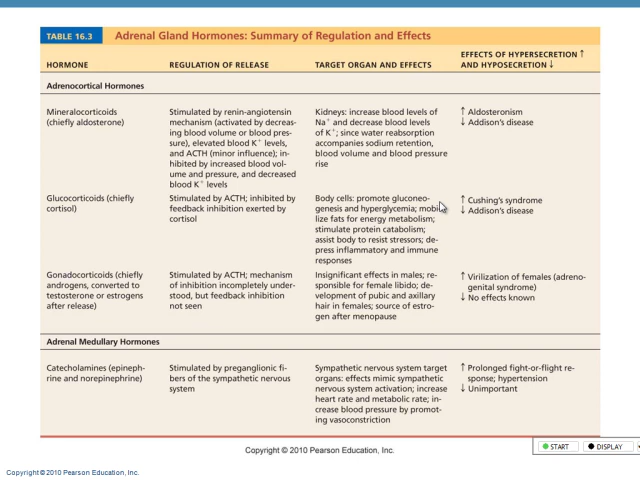 TABLE 16.3 Adrenal Gland Hormones: Summary of Regulation and Effects
HORMONE
REGULATION OF RELEASE
TARGET ORGAN AND EFFECTS
EFFECTS OF HYPERSECRETION ↑
AND HYPOSECRETION ↓
Adrenocortical Hormones
Mineralocorticoids
(chiefly aldosterone)
Stimulated by renin-angiotensin
mechanism (activated by decreas-
ing blood volume or blood pres-
sure), elevated blood K+ levels,
and ACTH (minor influence); in-
hibited by increased blood vol-
ume and pressure, and decreased
blood K+ levels
Kidneys: increase blood levels of
Na+ and decrease blood levels
of K+; since water reabsorption
accompanies sodium retention,
blood volume and blood pressure
rise
↑ Aldosteronism
↓ Addison's disease
Glucocorticoids (chiefly
cortisol)
Stimulated by ACTH; inhibited by
feedback inhibition exerted by
cortisol
Body cells: promote gluconeo-
genesis and hyperglycemia; mobi-
lize fats for energy metabolism;
stimulate protein catabolism;
assist body to resist stressors; de-
press inflammatory and immune
responses
↑ Cushing's syndrome
↓ Addison's disease
Gonadocorticoids (chiefly
androgens, converted to
testosterone or estrogens
after release)
Stimulated by ACTH; mechanism
of inhibition incompletely under-
stood, but feedback inhibition
not seen
Insignificant effects in males; re-
sponsible for female libido; de-
velopment of pubic and axillary
hair in females; source of estro-
gen after menopause
↑ Virilization of females (adreno-
genital syndrome)
↓ No effects known
Adrenal Medullary Hormones
Catecholamines (epineph-
rine and norepinephrine)
Stimulated by preganglionic fi-
bers of the sympathetic nervous
system
Sympathetic nervous system target
organs: effects mimic sympathetic
nervous system activation; increase
heart rate and metabolic rate; in-
crease blood pressure by promot-
ing vasoconstriction
↑ Prolonged fight-or-flight re-
sponse; hypertension
↓ Unimportant
Copyright © 2010 Pearson Education, Inc.
START
DISPLAY
Copyright © 2010 Pearson Education, Inc.